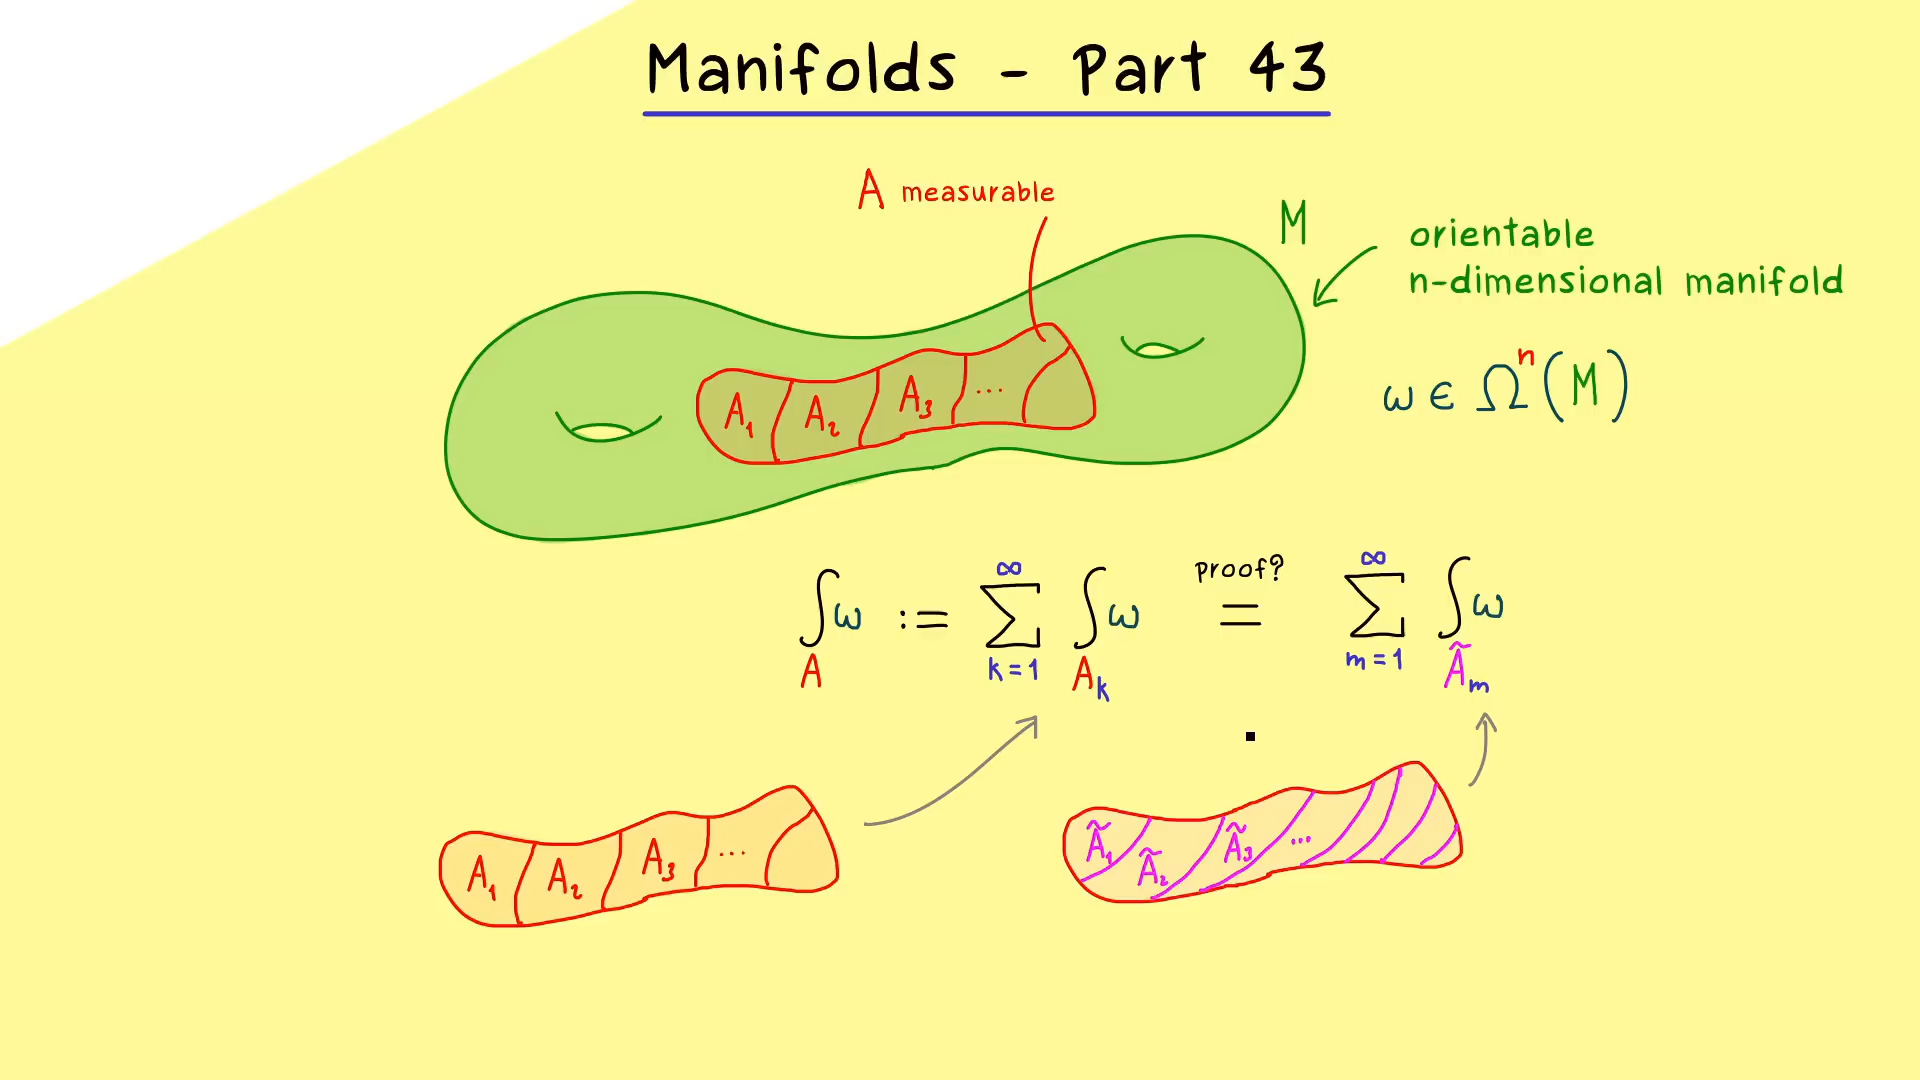 Manifolds - Part 43
A measurable
M
orientable
n-dimensional manifold
ω ∈ Ωⁿ(M)
A₁ A₂ A₃ ...
proof?
∫_A ω := ∑_{k=1}^∞ ∫_{A_k} ω = ∑_{m=1}^∞ ∫_{Ã_m} ω
A₁ A₂ A₃ ...
Ã₁ Ã₂ Ã₃ ...